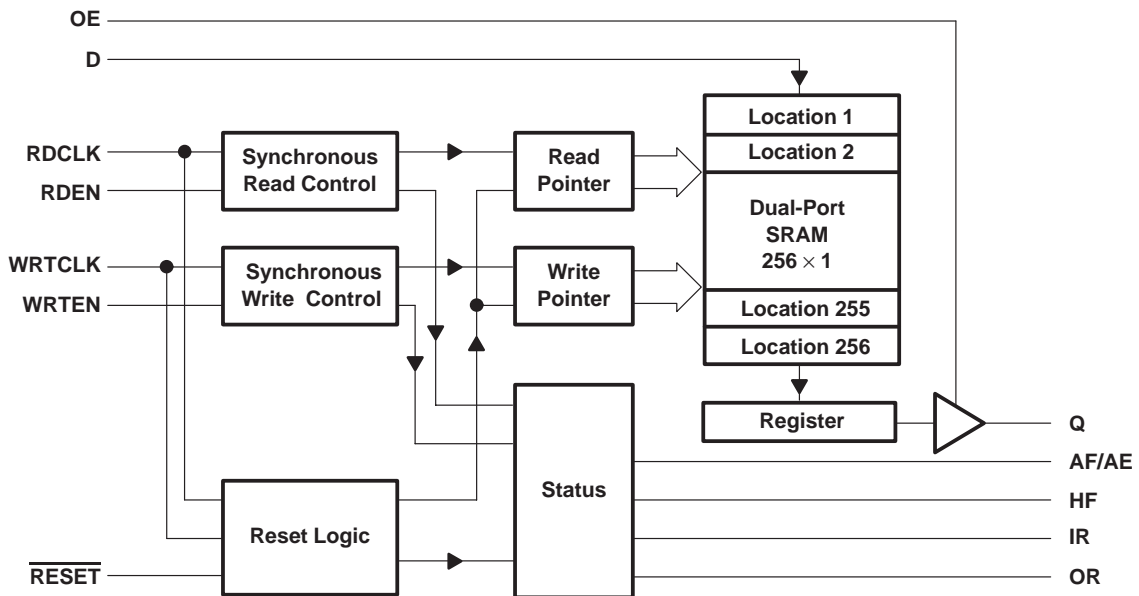 OE
D
RDCLK
RDEN
WRTCLK
WRTEN
RESET
Synchronous
Read Control
Synchronous
Write Control
Reset Logic
Read
Pointer
Write
Pointer
Status
Location 1
Location 2
Dual-Port
SRAM
256 × 1
Location 255
Location 256
Register
Q
AF/AE
HF
IR
OR